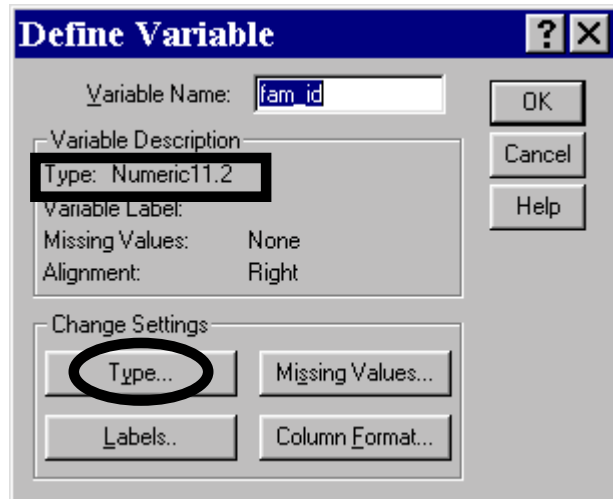 Define Variable
Variable Name: fam_id
OK
Variable Description
Cancel
Type: Numeric11.2
Variable Label:
Help
Missing Values: None
Alignment: Right
Change Settings
Type... Missing Values...
Labels.. Column Format...